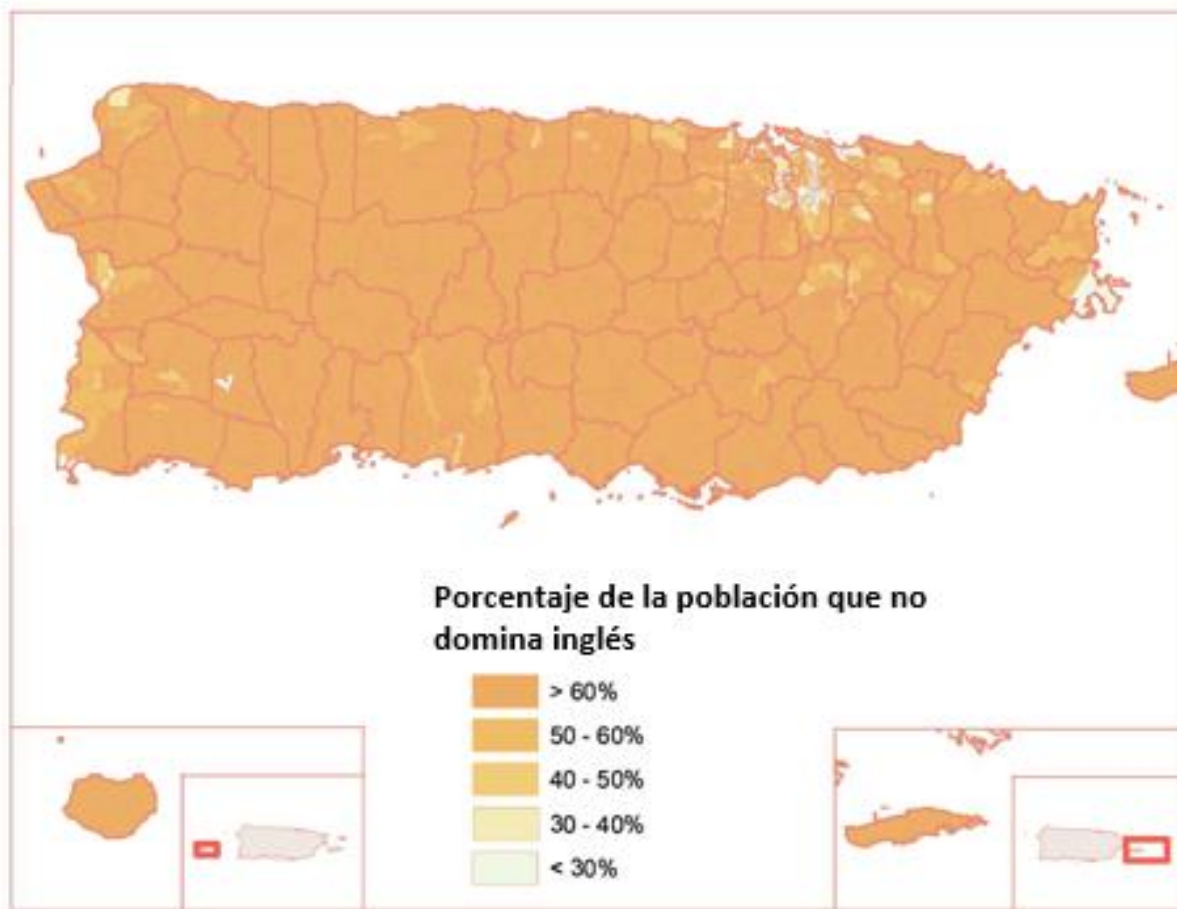 Porcentaje de la población que no
domina inglés
> 60%
50 - 60%
40 - 50%
30 - 40%
< 30%